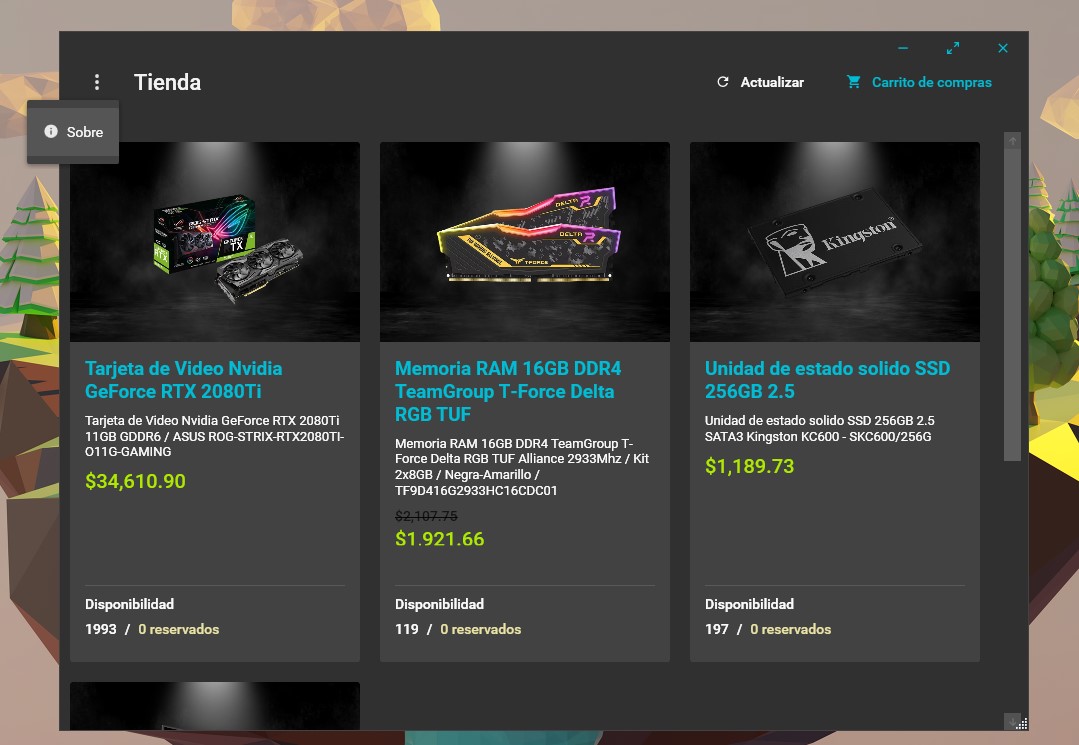 Tienda
Actualizar
Carrito de compras
Sobre
DELTA R
DELTA R
T-FORCE
Kingston
Tarjeta de Video Nvidia
GeForce RTX 2080Ti
Tarjeta de Video Nvidia GeForce RTX 2080Ti
11GB GDDR6 / ASUS ROG-STRIX-RTX2080TI-
O11G-GAMING
$34,610.90
Disponibilidad
1993 / 0 reservados
Memoria RAM 16GB DDR4
TeamGroup T-Force Delta
RGB TUF
Memoria RAM 16GB DDR4 TeamGroup T-
Force Delta RGB TUF Alliance 2933Mhz / Kit
2x8GB / Negra-Amarillo /
TF9D416G2933HC16CDC01
$2,107.75
$1,921.66
Disponibilidad
119 / 0 reservados
Unidad de estado solido SSD
256GB 2.5
Unidad de estado solido SSD 256GB 2.5
SATA3 Kingston KC600 - SKC600/256G
$1,189.73
Disponibilidad
197 / 0 reservados